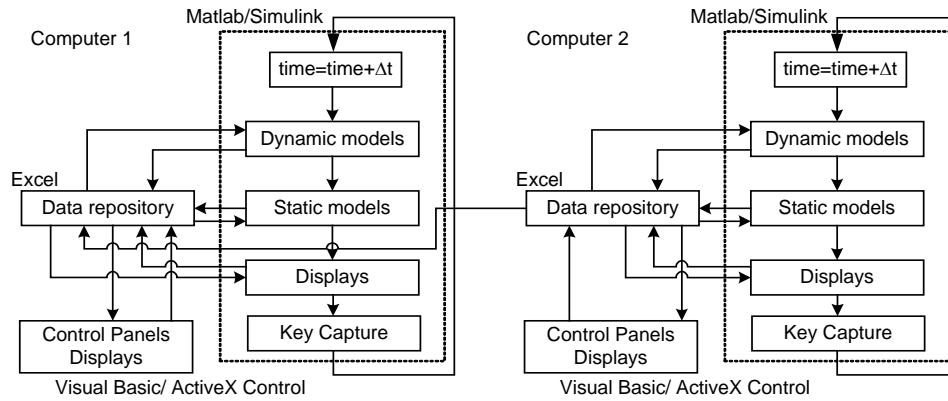 Matlab/Simulink
Computer 1
time=time+Δt
Dynamic models
Excel
Data repository
Static models
Displays
Control Panels
Displays
Key Capture
Visual Basic/ ActiveX Control
Matlab/Simulink
Computer 2
time=time+Δt
Dynamic models
Excel
Data repository
Static models
Displays
Control Panels
Displays
Key Capture
Visual Basic/ ActiveX Control